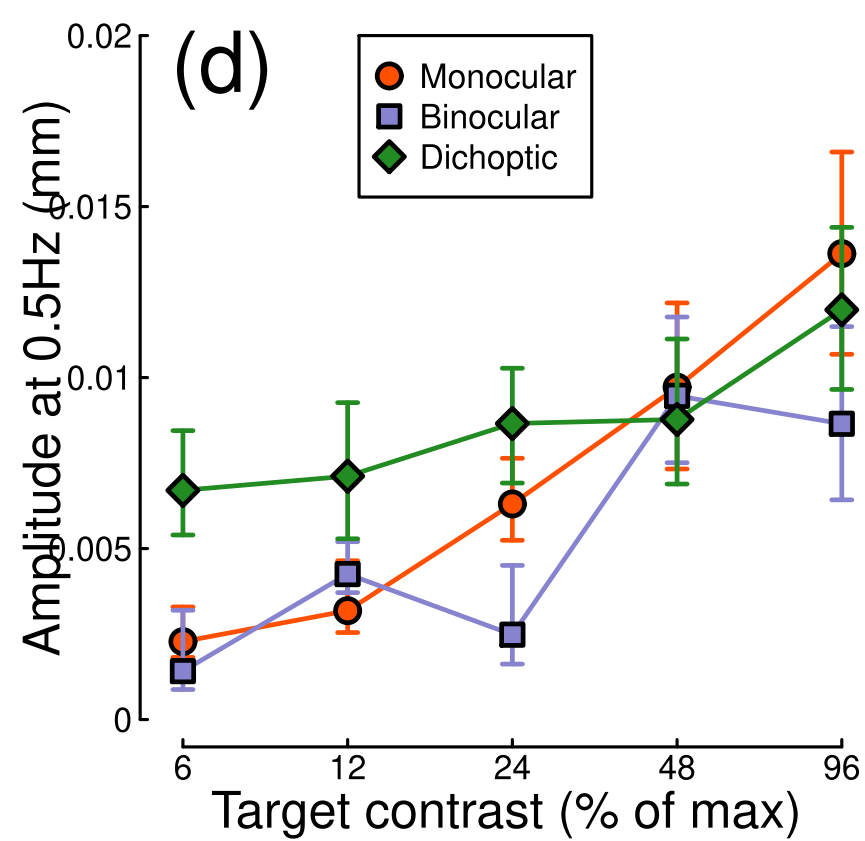 (d)
Monocular
Binocular
Dichoptic
Amplitude at 0.5Hz (mm)
0.02
0.015
0.01
0.005
0
6 12 24 48 96
Target contrast (% of max)